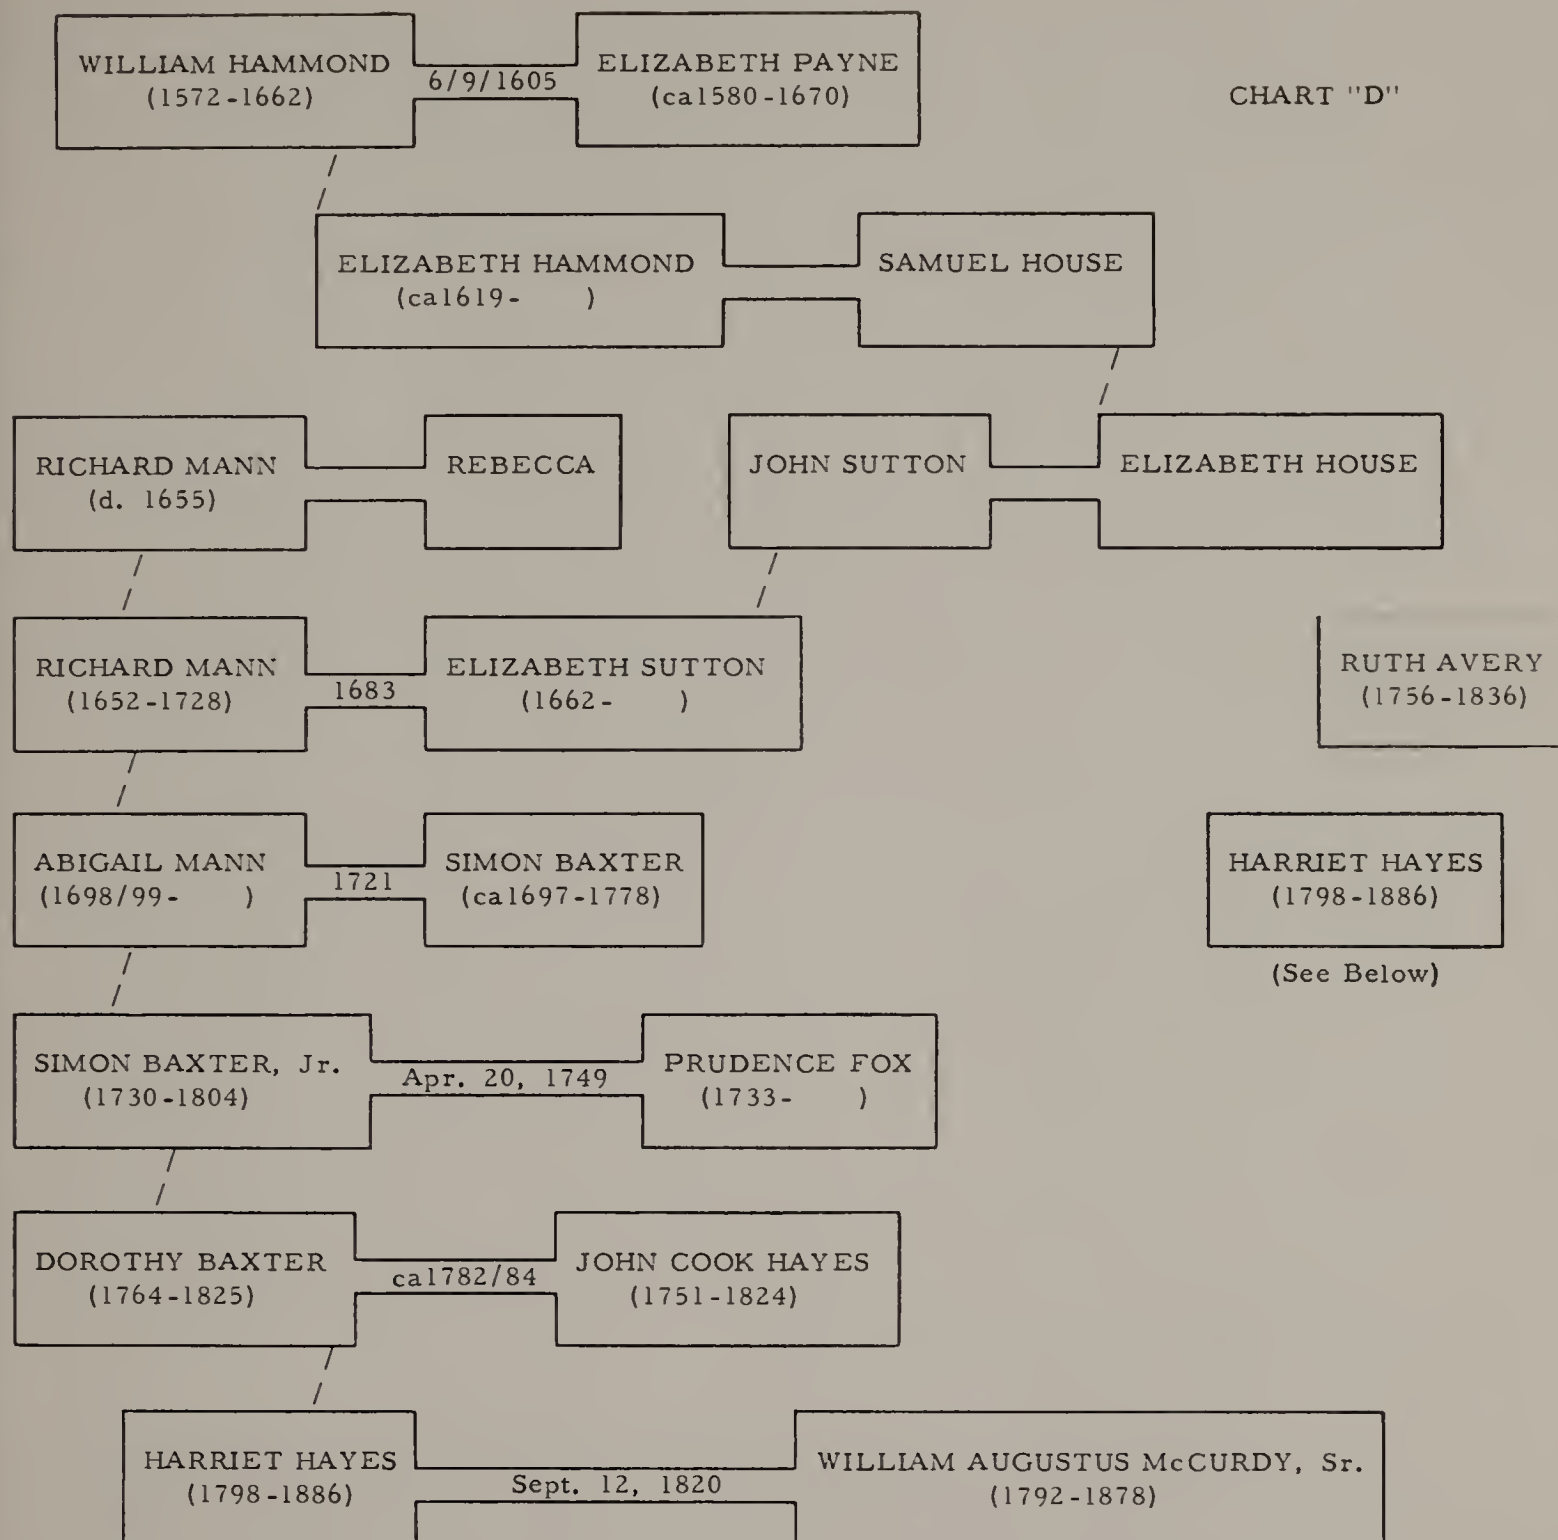 WILLIAM HAMMOND
(1572-1662)
6/9/1605
ELIZABETH PAYNE
(ca1580-1670)
CHART "D"
ELIZABETH HAMMOND
(ca1619-    )
SAMUEL HOUSE
RICHARD MANN
(d. 1655)
REBECCA
JOHN SUTTON
ELIZABETH HOUSE
RICHARD MANN
(1652-1728)
1683
ELIZABETH SUTTON
(1662-    )
RUTH AVERY
(1756-1836)
ABIGAIL MANN
(1698/99-    )
1721
SIMON BAXTER
(ca1697-1778)
HARRIET HAYES
(1798-1886)
(See Below)
SIMON BAXTER, Jr.
(1730-1804)
Apr. 20, 1749
PRUDENCE FOX
(1733-    )
DOROTHY BAXTER
(1764-1825)
ca1782/84
JOHN COOK HAYES
(1751-1824)
HARRIET HAYES
(1798-1886)
Sept. 12, 1820
WILLIAM AUGUSTUS McCURDY, Sr.
(1792-1878)